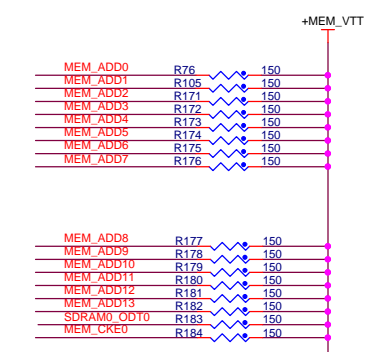 +MEM_VTT
MEM_ADD0 R76 150
MEM_ADD1 R105 150
MEM_ADD2 R171 150
MEM_ADD3 R172 150
MEM_ADD4 R173 150
MEM_ADD5 R174 150
MEM_ADD6 R175 150
MEM_ADD7 R176 150
MEM_ADD8 R177 150
MEM_ADD9 R178 150
MEM_ADD10 R179 150
MEM_ADD11 R180 150
MEM_ADD12 R181 150
MEM_ADD13 R182 150
SDRAM0_ODT0 R183 150
MEM_CKE0 R184 150